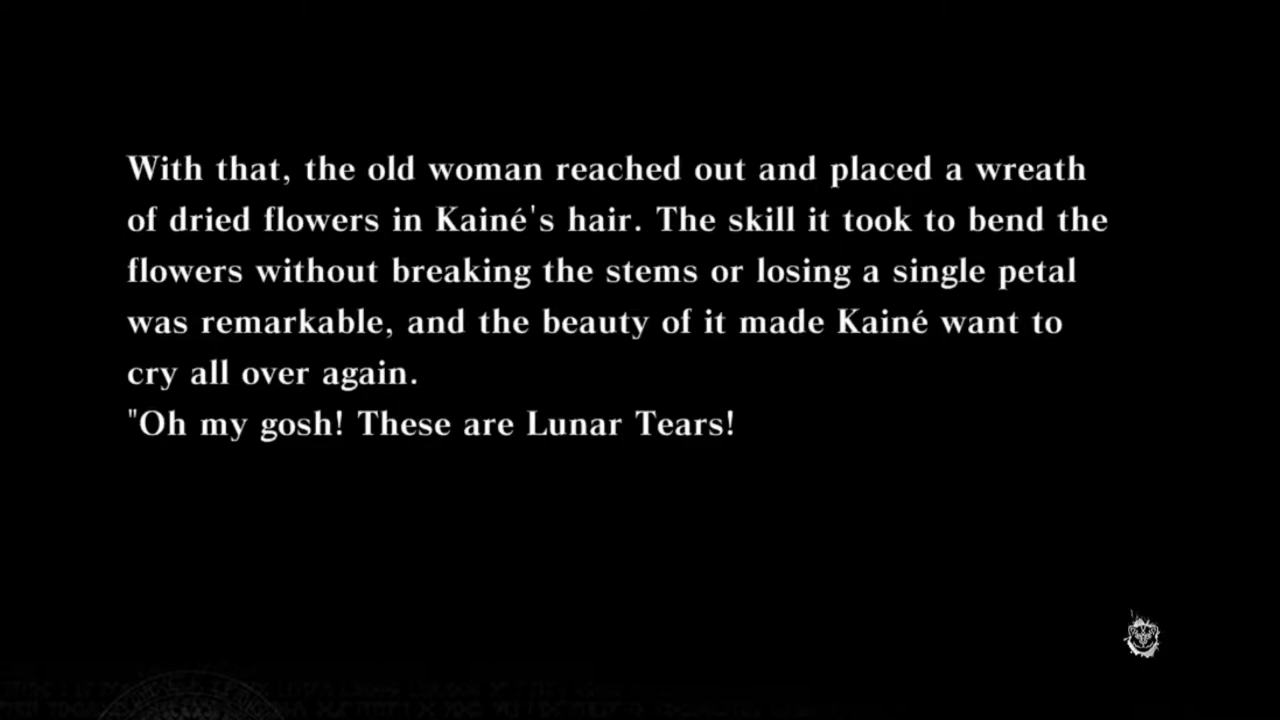 With that, the old woman reached out and placed a wreath
of dried flowers in Kainé's hair. The skill it took to bend the
flowers without breaking the stems or losing a single petal
was remarkable, and the beauty of it made Kainé want to
cry all over again.
"Oh my gosh! These are Lunar Tears!